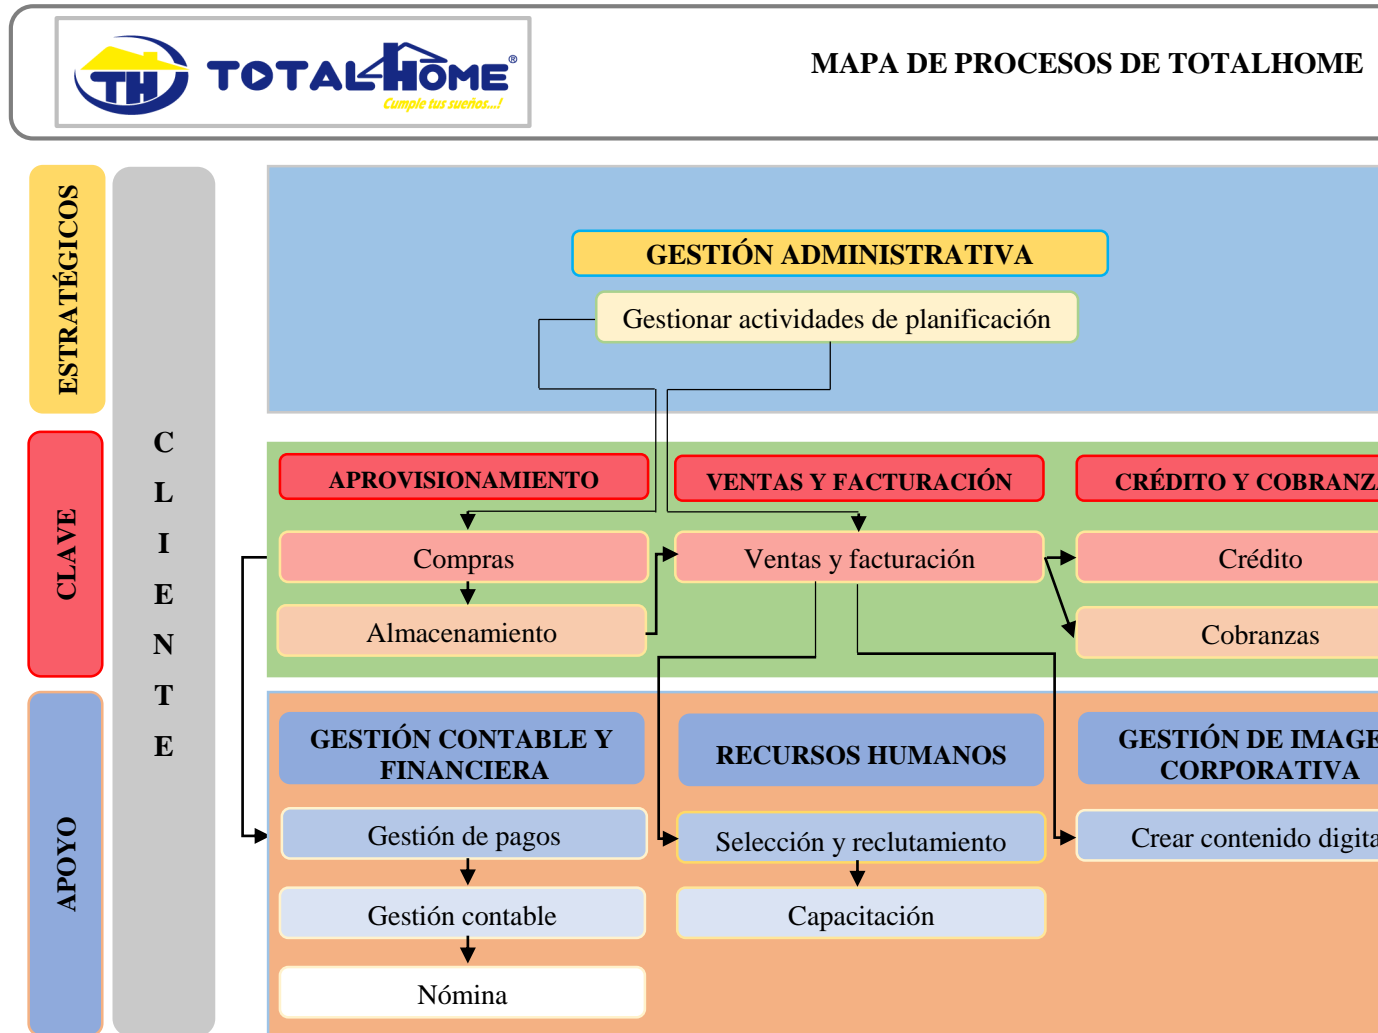 TH TOTALHOME®
Cumple tus sueños...!
MAPA DE PROCESOS DE TOTALHOME
ESTRATÉGICOS
CLAVE
APOYO
CLIENTE
GESTIÓN ADMINISTRATIVA
Gestionar actividades de planificación
APROVISIONAMIENTO
Compras
Almacenamiento
VENTAS Y FACTURACIÓN
Ventas y facturación
CRÉDITO Y COBRANZA
Crédito
Cobranzas
GESTIÓN CONTABLE Y
FINANCIERA
Gestión de pagos
Gestión contable
Nómina
RECURSOS HUMANOS
Selección y reclutamiento
Capacitación
GESTIÓN DE IMAGE
CORPORATIVA
Crear contenido digita